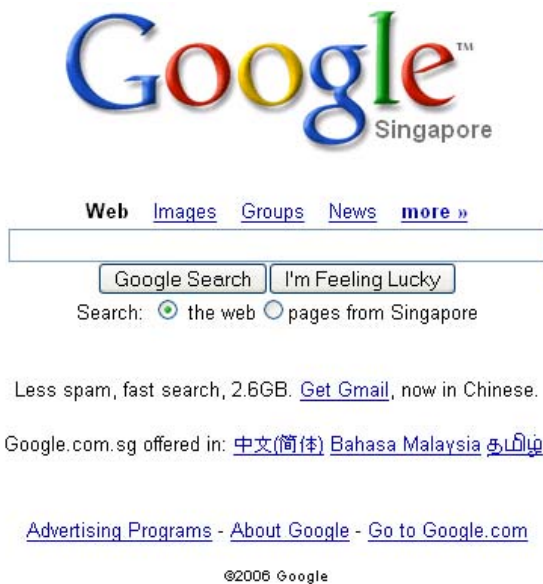 Google™
Singapore
Web Images Groups News more »
Google Search I'm Feeling Lucky
Search: the web pages from Singapore
Less spam, fast search, 2.6GB. Get Gmail, now in Chinese.
Google.com.sg offered in: 中文(简体) Bahasa Malaysia தமிழ்
Advertising Programs - About Google - Go to Google.com
©2006 Google